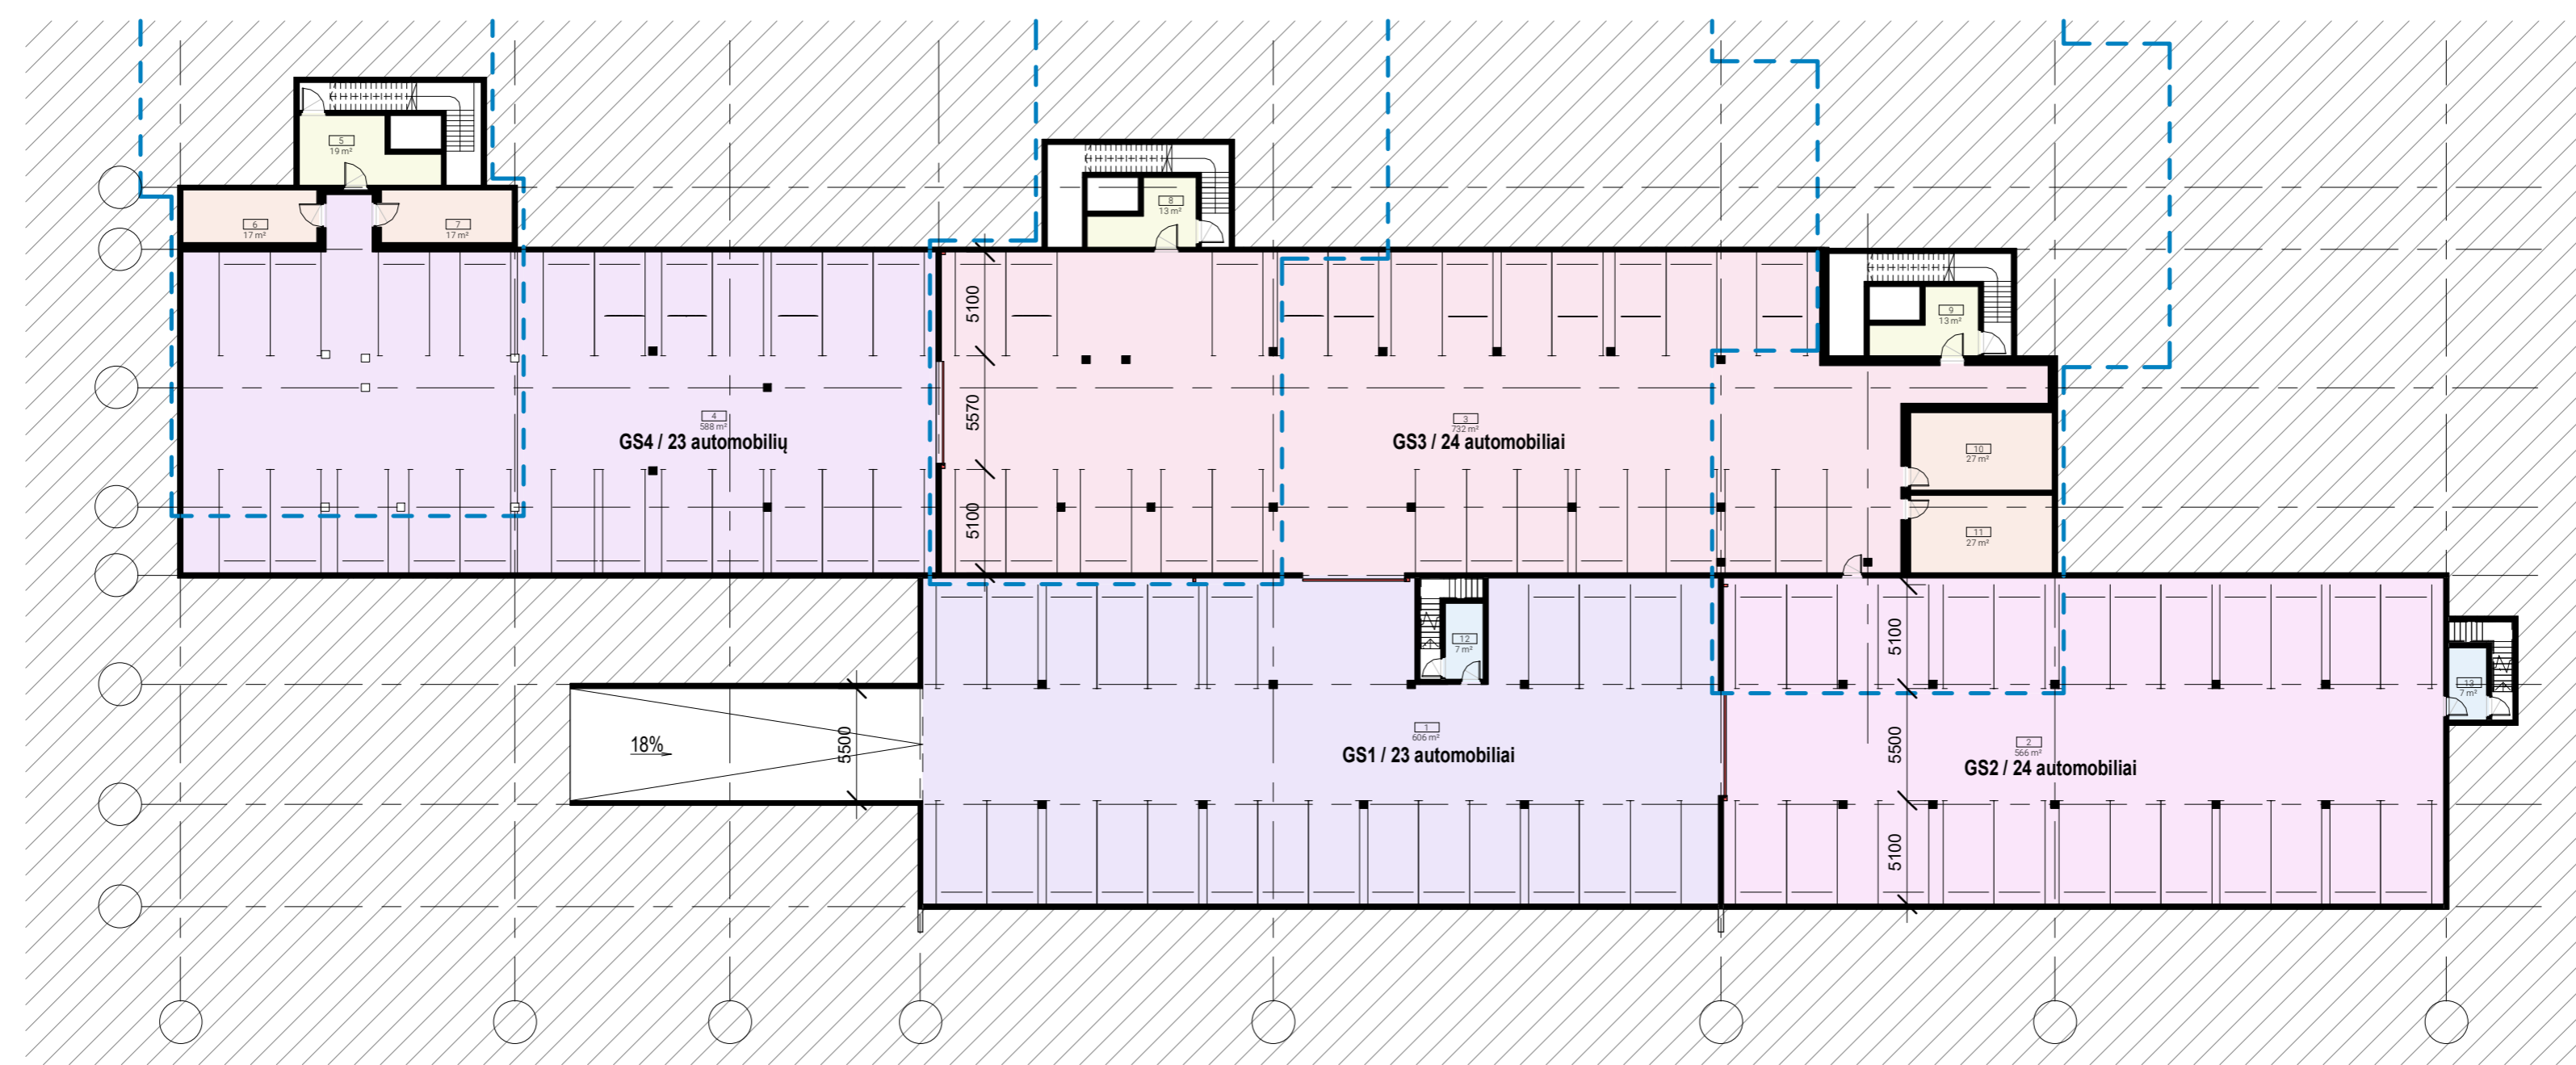 5
19 m²
6
17 m²
7
17 m²
8
13 m²
9
13 m²
5100
5570
5100
4
588 m²
GS4 / 23 automobilių
3
732 m²
GS3 / 24 automobiliai
10
27 m²
11
27 m²
12
7 m²
13
7 m²
18%
5500
1
606 m²
GS1 / 23 automobiliai
5100
5500
5100
2
566 m²
GS2 / 24 automobiliai